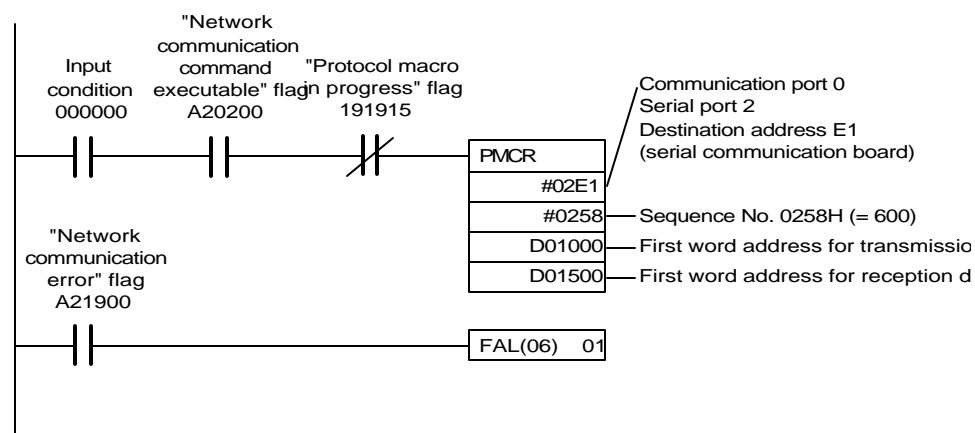 "Network
communication
command
executable" flag
A20200
Input
condition
000000
"Protocol macro
in progress" flag
191915
Communication port 0
Serial port 2
Destination address E1
(serial communication board)
PMCR
#02E1
#0258
Sequence No. 0258H (= 600)
D01000
First word address for transmissio
D01500
First word address for reception d
"Network
communication
error" flag
A21900
FAL(06) 01